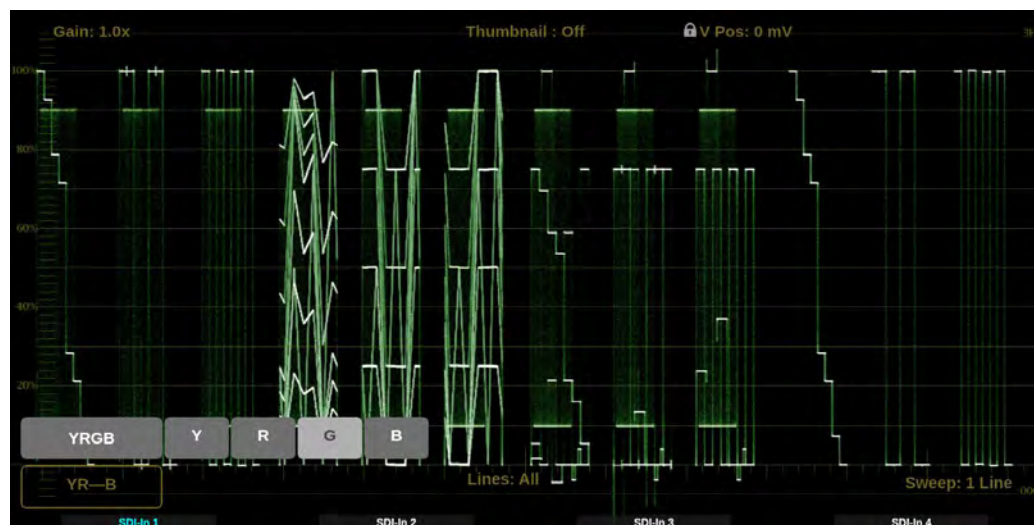 Gain: 1.0x
Thumbnail : Off
V Pos: 0 mV
100%
80%
60%
40%
20%
YRGB
Y
R
G
B
YR—B
Lines: All
Sweep: 1 Line
SDI-In 1
SDI-In 2
SDI-In 3
SDI-In 4